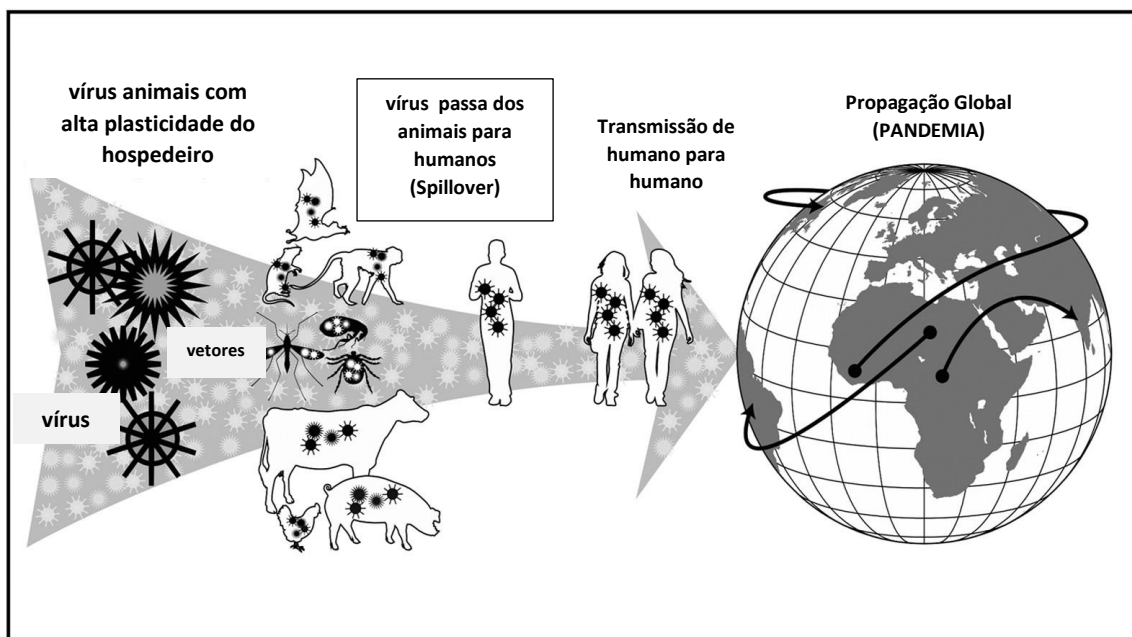 vírus animais com
alta plasticidade do
hospedeiro
vírus passa dos
animais para
humanos
(Spillover)
Transmissão de
humano para
humano
Propagação Global
(PANDEMIA)
vetores
vírus